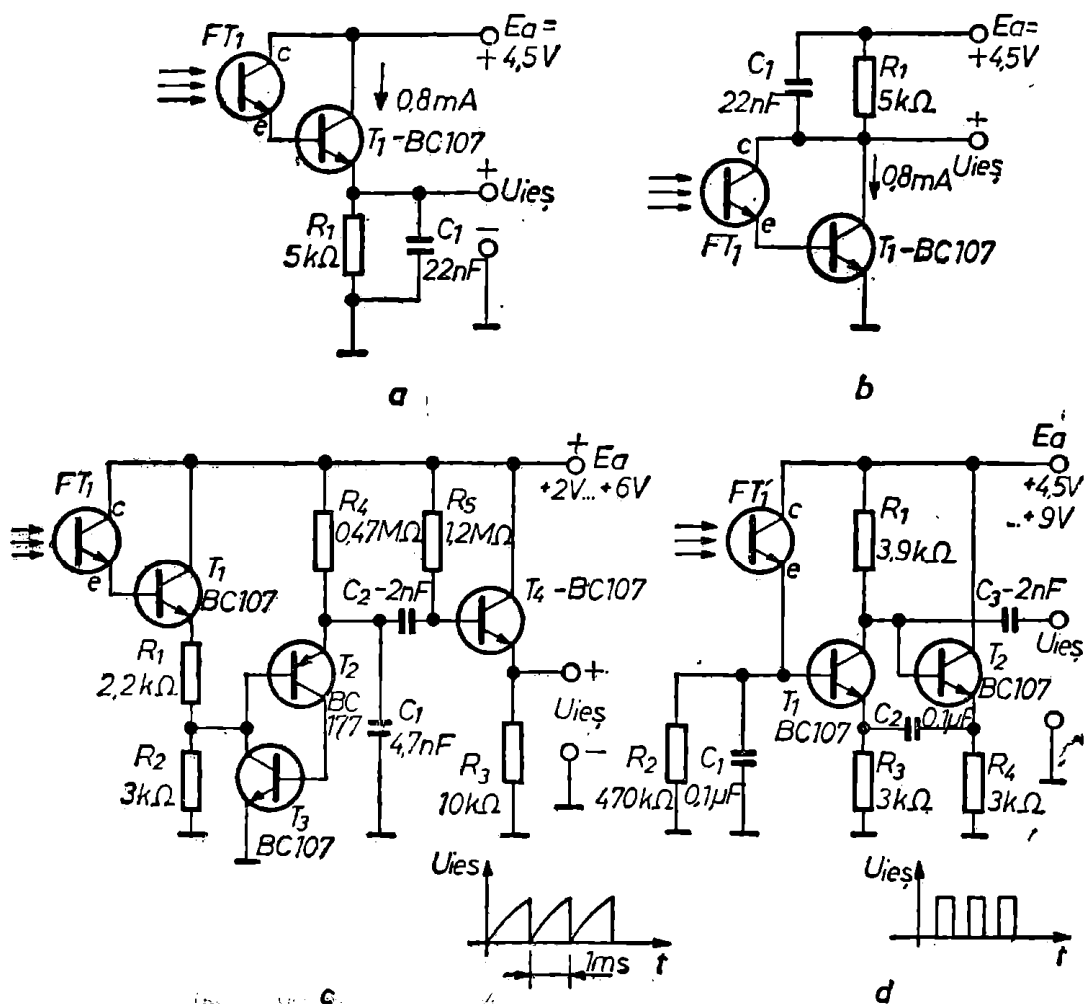 FT1
c
e
Ea=
+4,5V
0,8mA
T1-BC107
+
Uieș
−
R1
5kΩ
C1
22nF
a
Ea=
+4,5V
C1
22nF
R1
5kΩ
+
Uieș
c
e
FT1
0,8mA
T1-BC107
b
+
Ea
+2V...+6V
FT1
c
e
T1
BC107
R4
0,47MΩ
R5
1,2MΩ
C2-2nF
T4-BC107
R1
2,2kΩ
T2
BC
177
C1
4,7nF
R2
3kΩ
T3
BC107
R3
10kΩ
+
Uieș
−
Uies
t
1ms
c
Ea
+4,5V
...+9V
FT1
c
e
R1
3,9kΩ
C3-2nF
Uieș
T1
BC107
T2
BC107
C2
0,1µF
R2
470kΩ
C1
0,1µF
R3
3kΩ
R4
3kΩ
Uieș
t
d